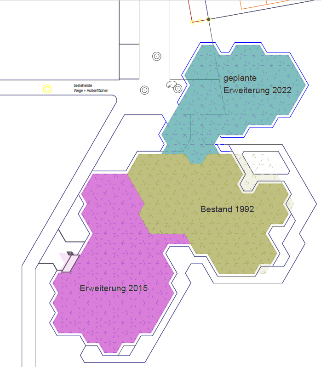 geplante
Erweiterung 2022
Bestand 1992
Erweiterung 2015